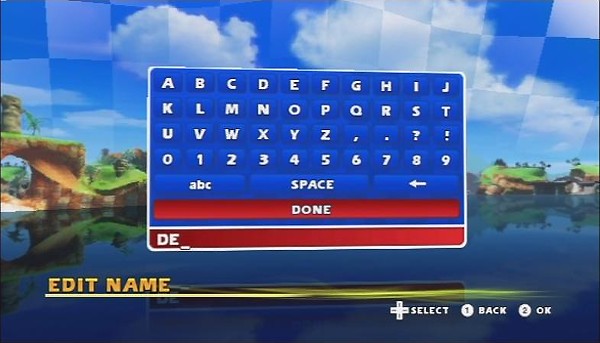 A B C D E F G H I J
K L M N O P Q R S T
U V W X Y Z , . ? !
0 1 2 3 4 5 6 7 8 9
abc SPACE ←
DONE
DE_
EDIT NAME
SELECT 1 BACK 2 OK